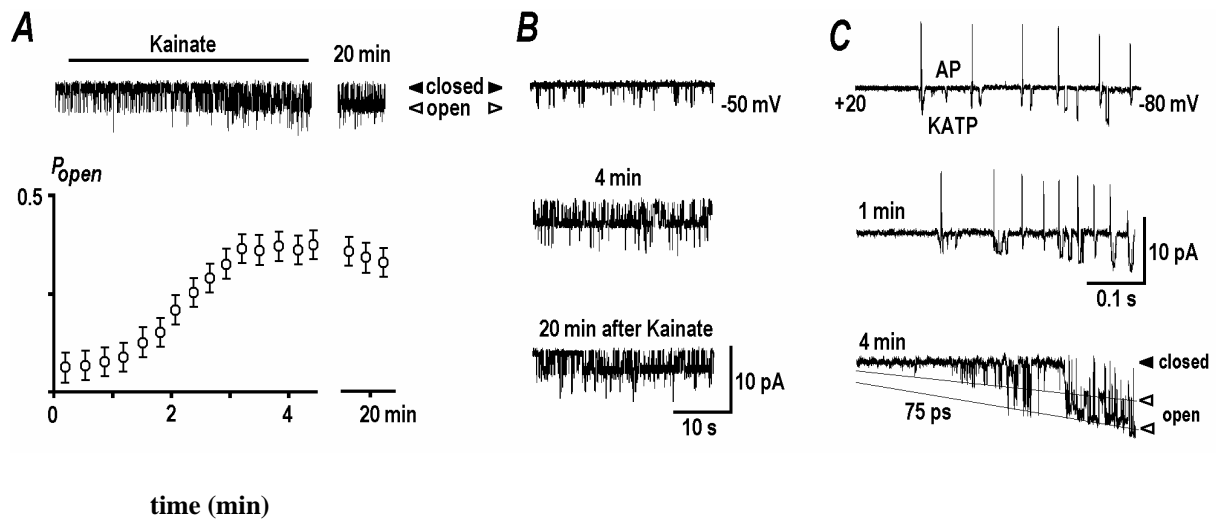 A
Kainate
20 min
closed
open
Popen
0.5
0
2
4
20 min
time (min)
B
-50 mV
4 min
20 min after Kainate
10 pA
10 s
C
AP
+20
-80 mV
KATP
1 min
10 pA
0.1 s
4 min
closed
75 ps
open